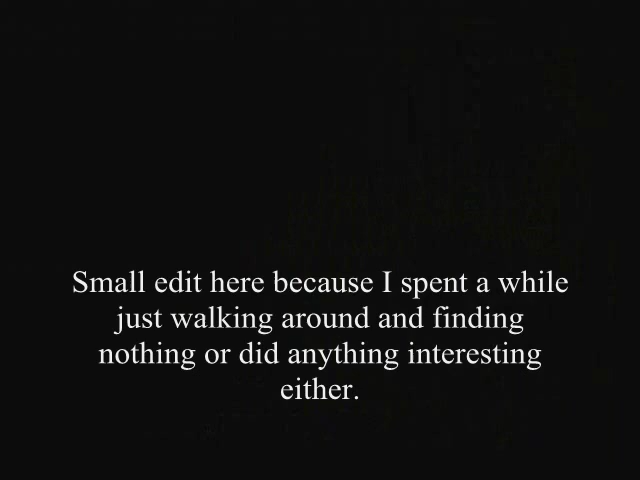 Small edit here because I spent a while
just walking around and finding
nothing or did anything interesting
either.